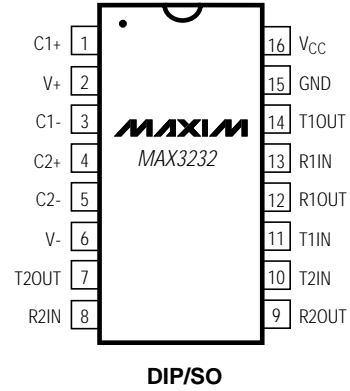 C1+ 1 16 VCC
V+ 2 15 GND
C1- 3 MAXIM 14 T1OUT
C2+ 4 MAX3232 13 R1IN
C2- 5 12 R1OUT
V- 6 11 T1IN
T2OUT 7 10 T2IN
R2IN 8 9 R2OUT
DIP/SO